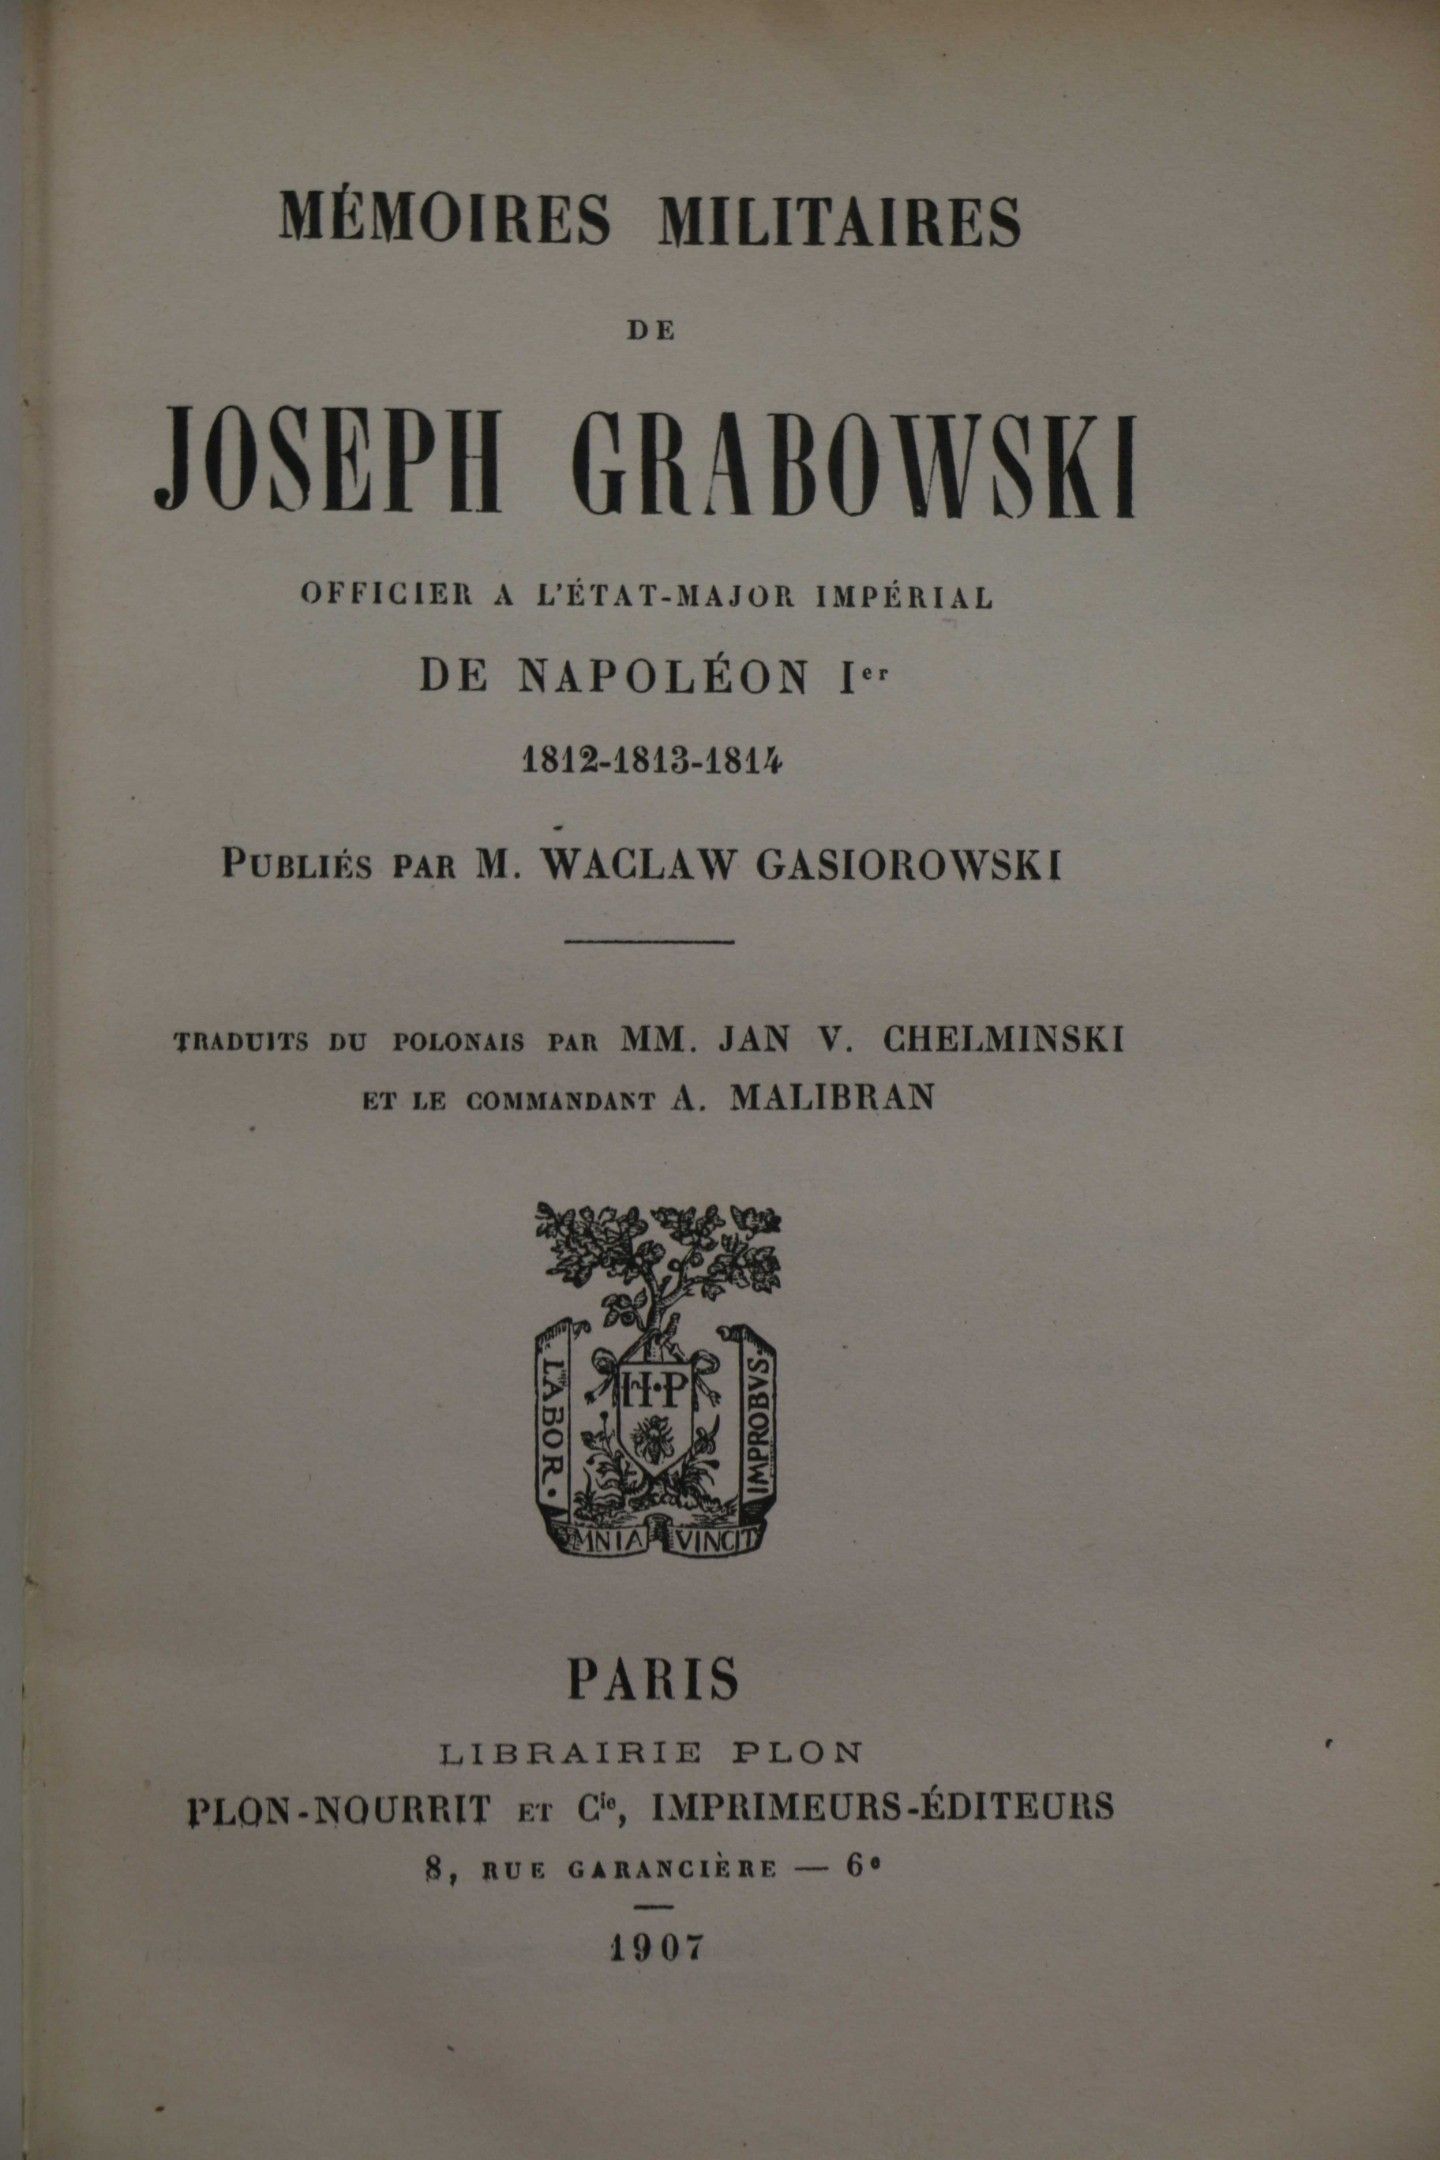 MÉMOIRES MILITAIRES
DE
JOSEPH GRABOWSKI
OFFICIER A L'ÉTAT-MAJOR IMPÉRIAL
DE NAPOLÉON Ier
1812-1813-1814
PUBLIÉS PAR M. WACLAW GASIOROWSKI
TRADUITS DU POLONAIS PAR MM. JAN V. CHELMINSKI
ET LE COMMANDANT A. MALIBRAN
H·P
LABOR·
IMPROBVS·
OMNIA VINCIT
PARIS
LIBRAIRIE PLON
PLON-NOURRIT ET Cie, IMPRIMEURS-ÉDITEURS
8, RUE GARANCIÈRE — 6e
1907